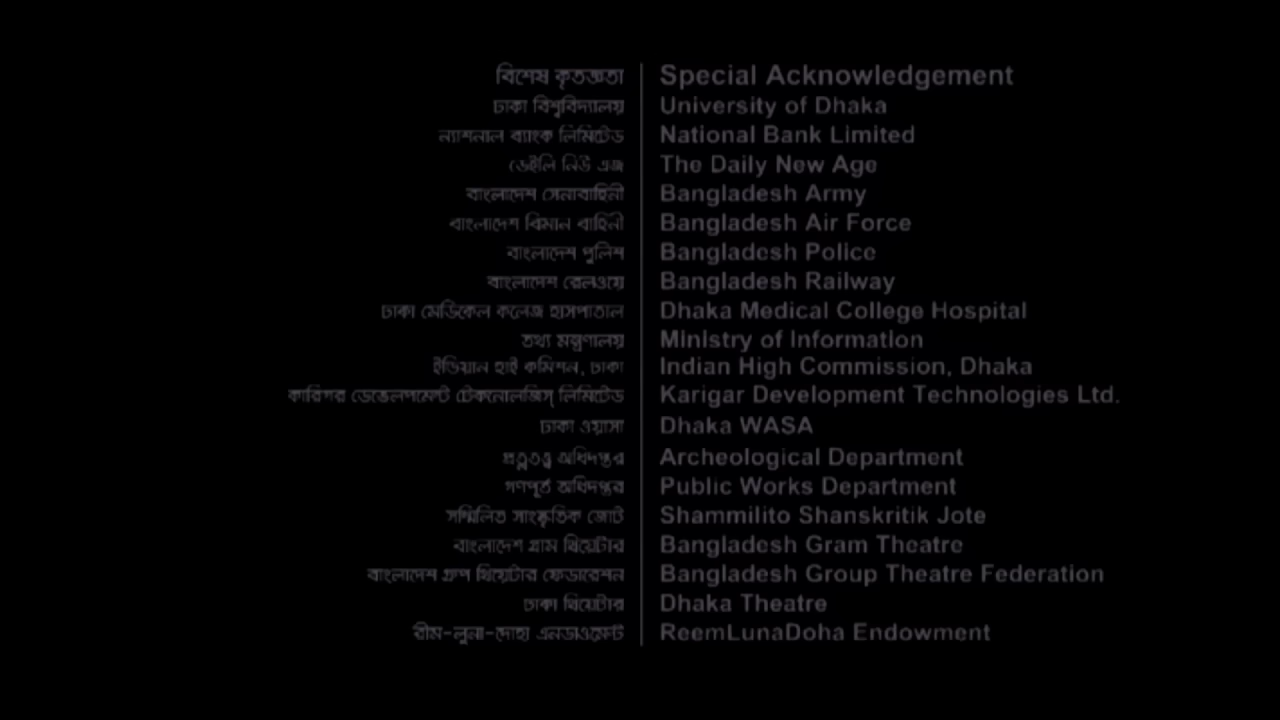 বিশেষ কৃতজ্ঞতা Special Acknowledgement
ঢাকা বিশ্ববিদ্যালয় University of Dhaka
ন্যাশনাল ব্যাংক লিমিটেড National Bank Limited
ডেইলি নিউ এজ The Daily New Age
বাংলাদেশ সেনাবাহিনী Bangladesh Army
বাংলাদেশ বিমান বাহিনী Bangladesh Air Force
বাংলাদেশ পুলিশ Bangladesh Police
বাংলাদেশ রেলওয়ে Bangladesh Railway
ঢাকা মেডিকেল কলেজ হাসপাতাল Dhaka Medical College Hospital
তথ্য মন্ত্রণালয় Ministry of Information
ইন্ডিয়ান হাই কমিশন, ঢাকা Indian High Commission, Dhaka
কারিগর ডেভেলপমেন্ট টেকনোলজিস্ লিমিটেড Karigar Development Technologies Ltd.
ঢাকা ওয়াসা Dhaka WASA
প্রত্নতত্ত্ব অধিদপ্তর Archeological Department
গণপূর্ত অধিদপ্তর Public Works Department
সম্মিলিত সাংস্কৃতিক জোট Shammilito Shanskritik Jote
বাংলাদেশ গ্রাম থিয়েটার Bangladesh Gram Theatre
বাংলাদেশ গ্রুপ থিয়েটার ফেডারেশন Bangladesh Group Theatre Federation
ঢাকা থিয়েটার Dhaka Theatre
রীম-লুনা-দোহা এনডাওমেন্ট ReemLunaDoha Endowment